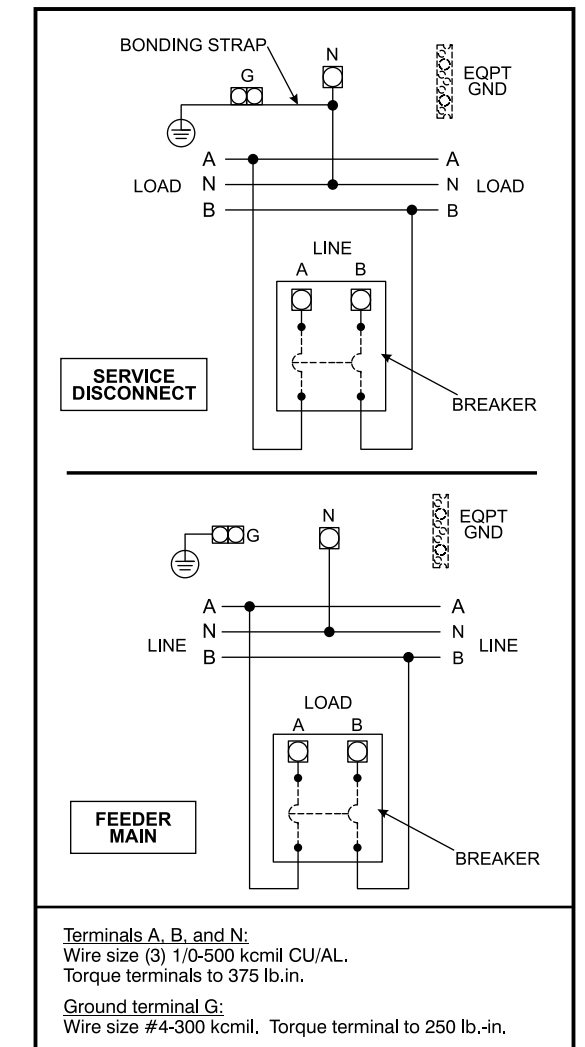 BONDING STRAP
N
G
EQPT
GND
A A
LOAD N N LOAD
B B
LINE
A B
SERVICE
DISCONNECT
BREAKER
N
G
EQPT
GND
A A
LINE N N LINE
B B
LOAD
A B
FEEDER
MAIN
BREAKER
Terminals A, B, and N:
Wire size (3) 1/0-500 kcmil CU/AL.
Torque terminals to 375 lb.in.
Ground terminal G:
Wire size #4-300 kcmil. Torque terminal to 250 lb.-in.